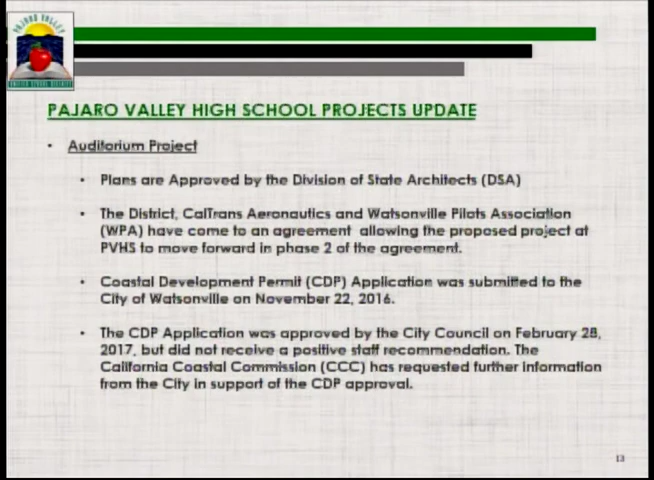 PAJARO VALLEY
UNIFIED SCHOOL DISTRICT
PAJARO VALLEY HIGH SCHOOL PROJECTS UPDATE
• Auditorium Project
• Plans are Approved by the Division of State Architects (DSA)
• The District, CalTrans Aeronautics and Watsonville Pilots Association
(WPA) have come to an agreement allowing the proposed project at
PVHS to move forward in phase 2 of the agreement.
• Coastal Development Permit (CDP) Application was submitted to the
City of Watsonville on November 22, 2016.
• The CDP Application was approved by the City Council on February 28,
2017, but did not receive a positive staff recommendation. The
California Coastal Commission (CCC) has requested further information
from the City in support of the CDP approval.
13